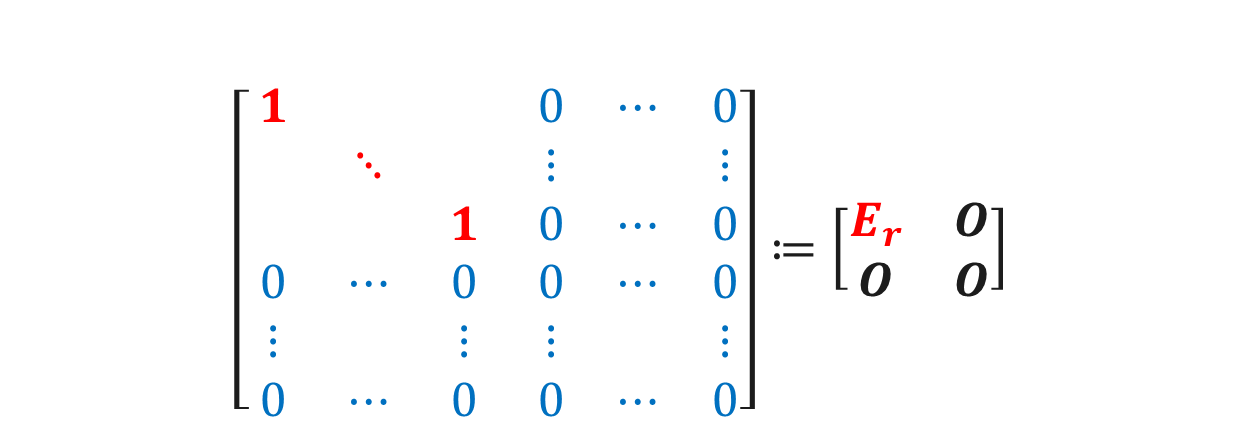 1 0 ⋯ 0
⋱ ⋮ ⋮
1 0 ⋯ 0
0 ⋯ 0 0 ⋯ 0
⋮ ⋮ ⋮ ⋮
0 ⋯ 0 0 ⋯ 0
≔
E_r O
O O